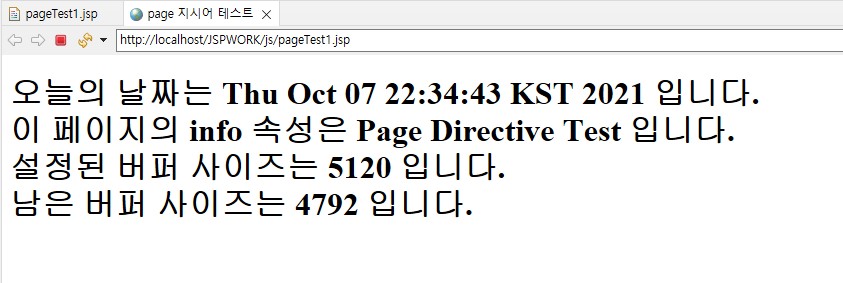 pageTest1.jsp
page 지시어 테스트
http://localhost/JSPWORK/js/pageTest1.jsp
오늘의 날짜는 Thu Oct 07 22:34:43 KST 2021 입니다.
이 페이지의 info 속성은 Page Directive Test 입니다.
설정된 버퍼 사이즈는 5120 입니다.
남은 버퍼 사이즈는 4792 입니다.